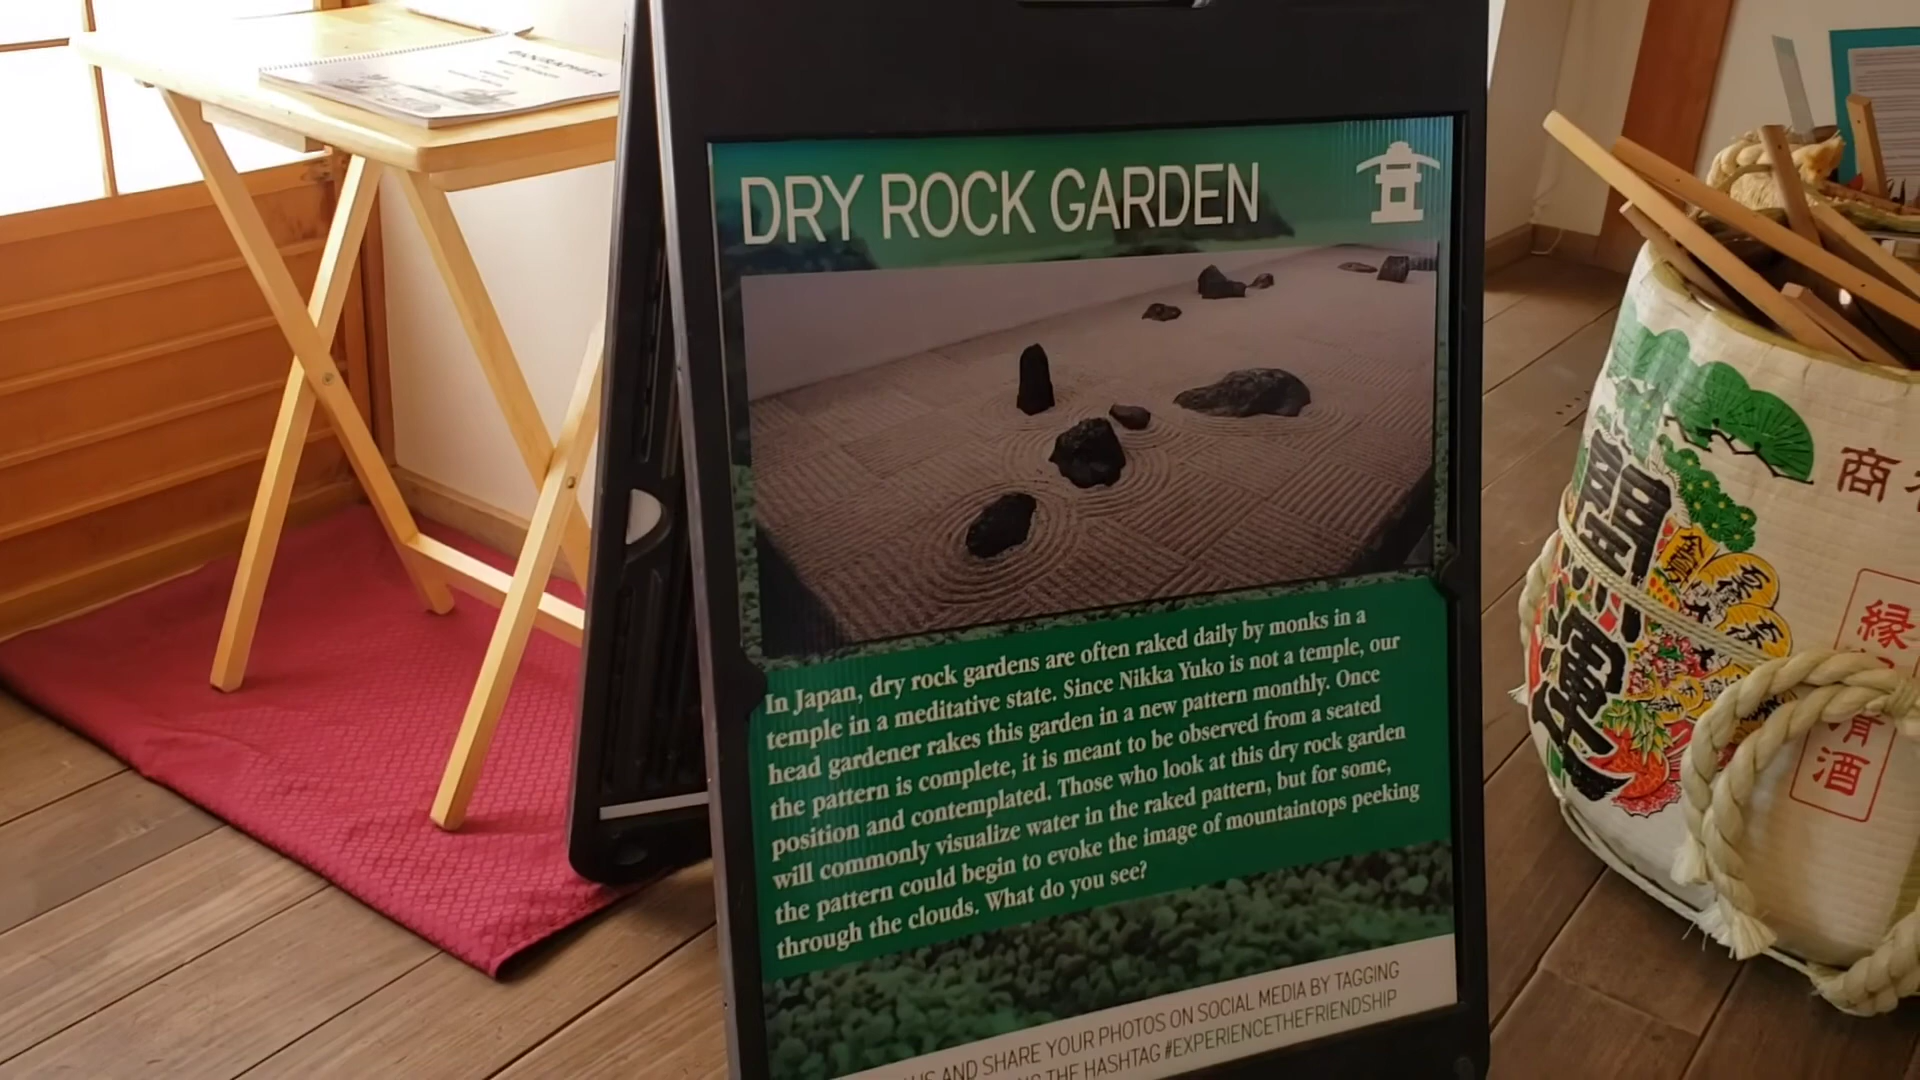 BIOGRAPHIES
DRY ROCK GARDEN
In Japan, dry rock gardens are often raked daily by monks in a
temple in a meditative state. Since Nikka Yuko is not a temple, our
head gardener rakes this garden in a new pattern monthly. Once
the pattern is complete, it is meant to be observed from a seated
position and contemplated. Those who look at this dry rock garden
will commonly visualize water in the raked pattern, but for some,
the pattern could begin to evoke the image of mountaintops peeking
through the clouds. What do you see?
US AND SHARE YOUR PHOTOS ON SOCIAL MEDIA BY TAGGING
THE HASHTAG #EXPERIENCETHEFRIENDSHIP
商
開運
縁
清酒